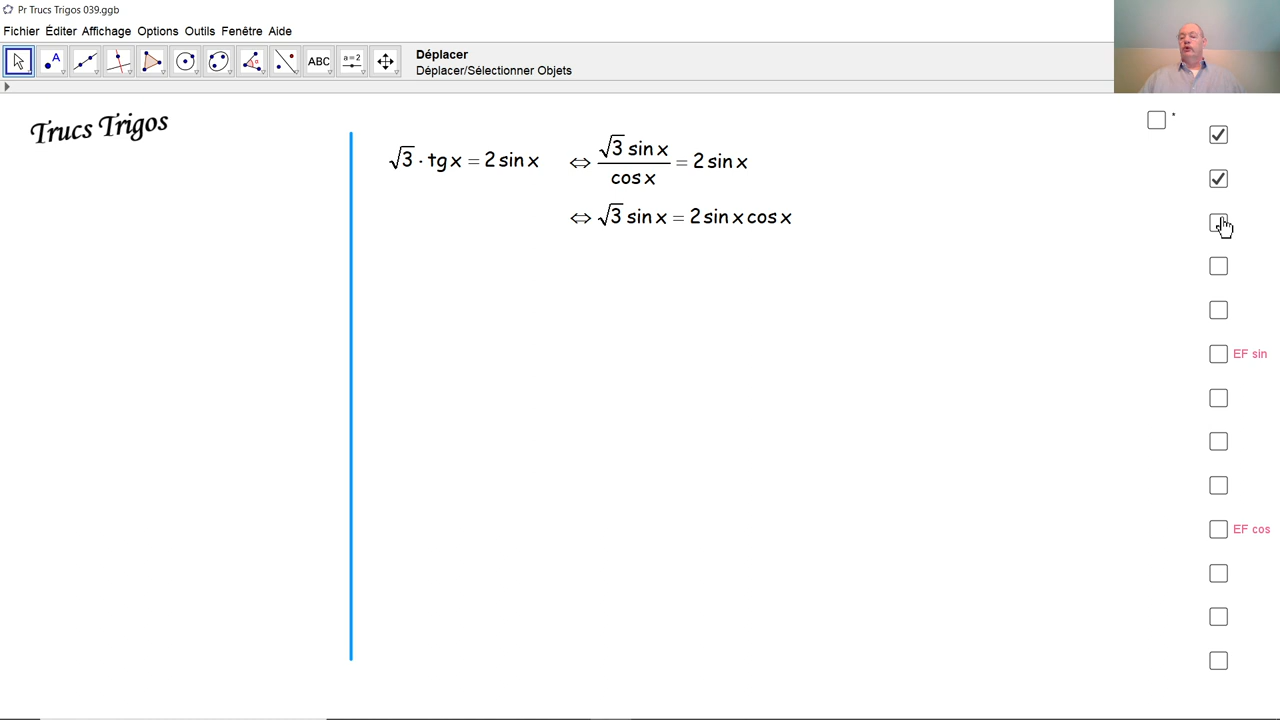 Pr Trucs Trigos 039.ggb
Fichier Éditer Affichage Options Outils Fenêtre Aide
A
ABC
a=2
Déplacer
Déplacer/Sélectionner Objets
Trucs Trigos
√3 · tg x = 2 sin x ⇔ √3 sin x / cos x = 2 sin x
⇔ √3 sin x = 2 sin x cos x
*
EF sin
EF cos